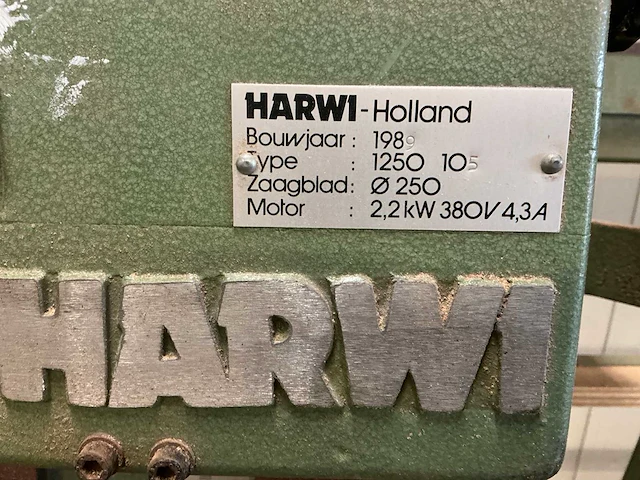 HARWI-Holland
Bouwjaar : 1989
Type : 1250 105
Zaagblad: Ø 250
Motor : 2,2 kW 380V 4,3A
HARWI